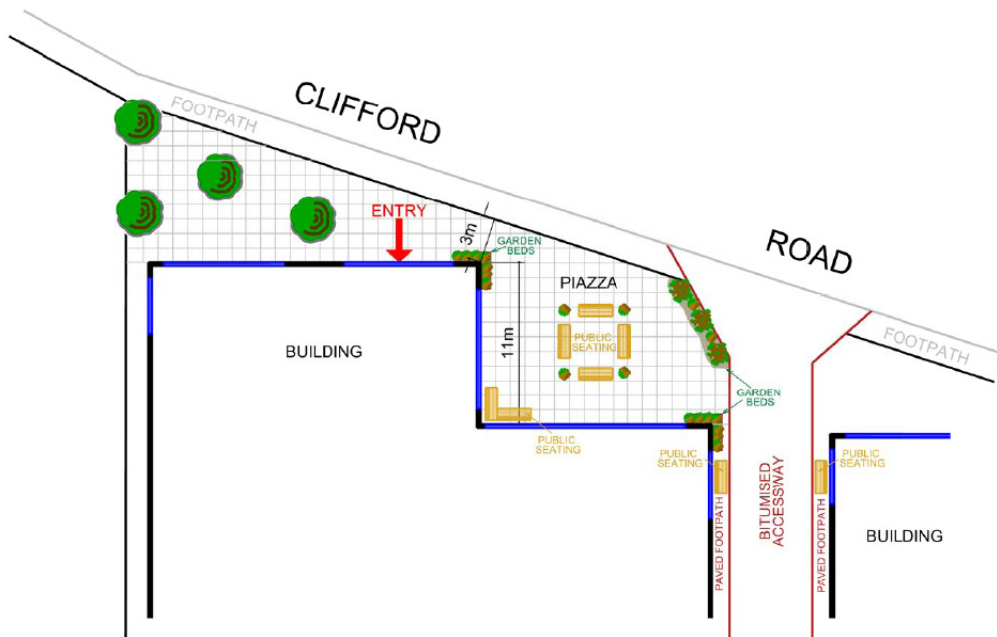 CLIFFORD
ROAD
FOOTPATH
ENTRY
3m
GARDEN
BEDS
PIAZZA
11m
PUBLIC
SEATING
BUILDING
FOOTPATH
GARDEN
BEDS
PUBLIC
SEATING
PUBLIC
SEATING
PUBLIC
SEATING
BITUMISED
ACCESSWAY
PAVED FOOTPATH
PAVED FOOTPATH
BUILDING